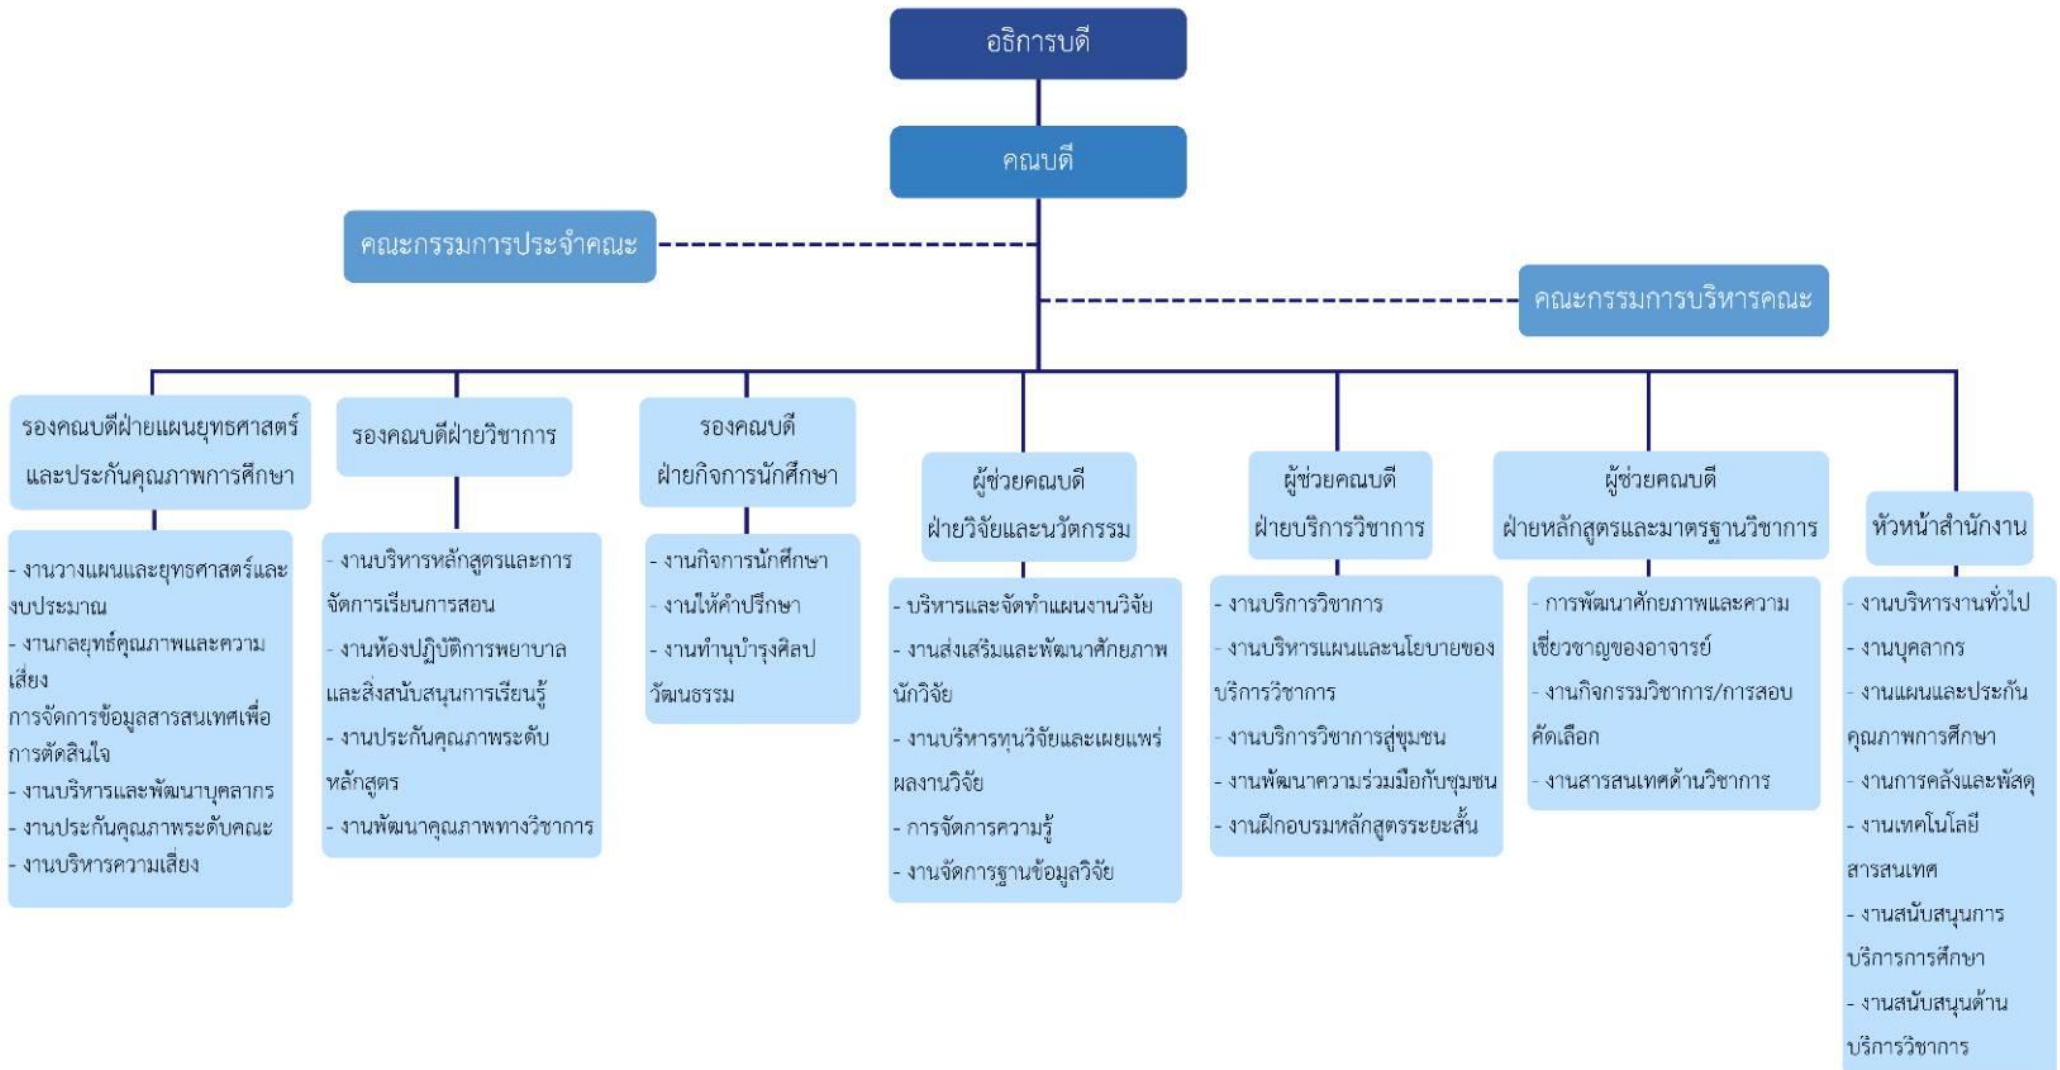 อธิการบดี
คณบดี
คณะกรรมการประจำคณะ
คณะกรรมการบริหารคณะ
รองคณบดีฝ่ายแผนยุทธศาสตร์
และประกันคุณภาพการศึกษา
- งานวางแผนและยุทธศาสตร์และ
งบประมาณ
- งานกลยุทธ์คุณภาพและความ
เสี่ยง
การจัดการข้อมูลสารสนเทศเพื่อ
การตัดสินใจ
- งานบริหารและพัฒนาบุคลากร
- งานประกันคุณภาพระดับคณะ
- งานบริหารความเสี่ยง
รองคณบดีฝ่ายวิชาการ
- งานบริหารหลักสูตรและการ
จัดการเรียนการสอน
- งานห้องปฏิบัติการพยาบาล
และสิ่งสนับสนุนการเรียนรู้
- งานประกันคุณภาพระดับ
หลักสูตร
- งานพัฒนาคุณภาพทางวิชาการ
รองคณบดี
ฝ่ายกิจการนักศึกษา
- งานกิจการนักศึกษา
- งานให้คำปรึกษา
- งานทำนุบำรุงศิลป
วัฒนธรรม
ผู้ช่วยคณบดี
ฝ่ายวิจัยและนวัตกรรม
- บริหารและจัดทำแผนงานวิจัย
- งานส่งเสริมและพัฒนาศักยภาพ
นักวิจัย
- งานบริหารทุนวิจัยและเผยแพร่
ผลงานวิจัย
- การจัดการความรู้
- งานจัดการฐานข้อมูลวิจัย
ผู้ช่วยคณบดี
ฝ่ายบริการวิชาการ
- งานบริการวิชาการ
- งานบริหารแผนและนโยบายของ
บริการวิชาการ
- งานบริการวิชาการสู่ชุมชน
- งานพัฒนาความร่วมมือกับชุมชน
- งานฝึกอบรมหลักสูตรระยะสั้น
ผู้ช่วยคณบดี
ฝ่ายหลักสูตรและมาตรฐานวิชาการ
- การพัฒนาศักยภาพและความ
เชี่ยวชาญของอาจารย์
- งานกิจกรรมวิชาการ/การสอบ
คัดเลือก
- งานสารสนเทศด้านวิชาการ
หัวหน้าสำนักงาน
- งานบริหารงานทั่วไป
- งานบุคลากร
- งานแผนและประกัน
คุณภาพการศึกษา
- งานการคลังและพัสดุ
- งานเทคโนโลยี
สารสนเทศ
- งานสนับสนุนการ
บริการการศึกษา
- งานสนับสนุนด้าน
บริการวิชาการ